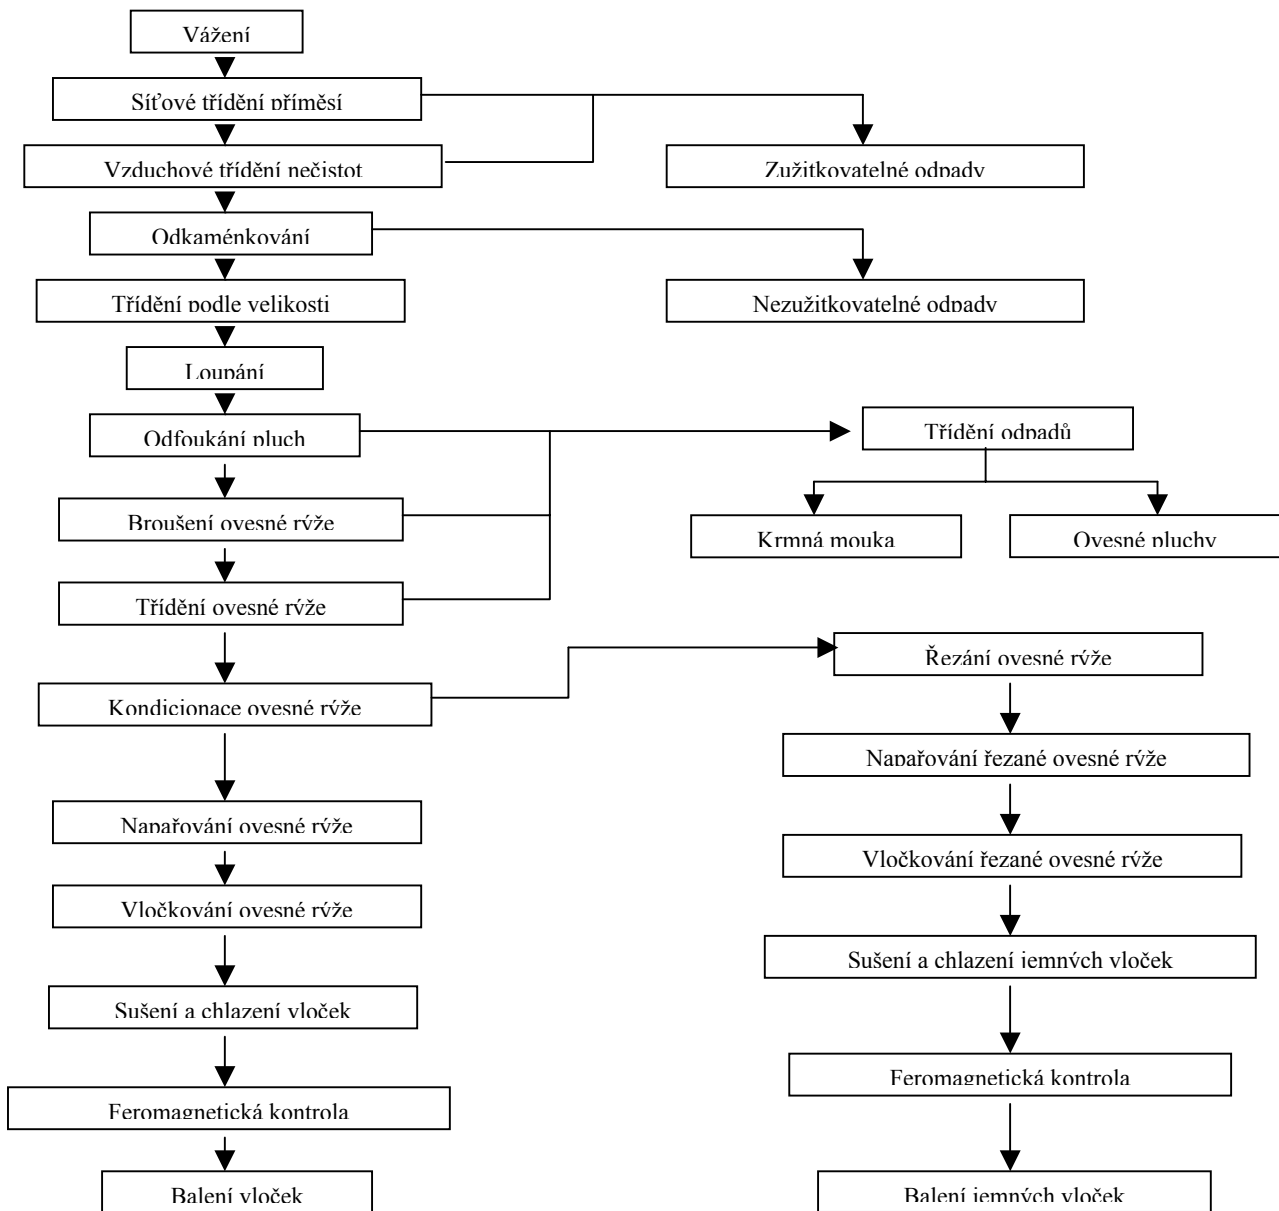 Vážení
Síťové třídění příměsí
Vzduchové třídění nečistot
Zužitkovatelné odpady
Odkaménkování
Třídění podle velikosti
Nezužitkovatelné odpady
Loupání
Odfoukání pluch
Třídění odpadů
Broušení ovesné rýže
Krmná mouka
Ovesné pluchy
Třídění ovesné rýže
Řezání ovesné rýže
Kondicionace ovesné rýže
Napařování řezané ovesné rýže
Napařování ovesné rýže
Vločkování řezané ovesné rýže
Vločkování ovesné rýže
Sušení a chlazení jemných vloček
Sušení a chlazení vloček
Feromagnetická kontrola
Feromagnetická kontrola
Balení vloček
Balení jemných vloček